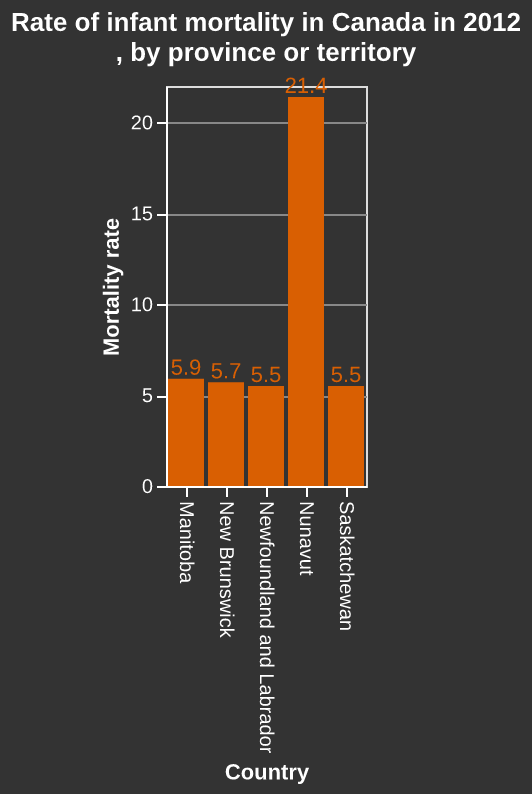 Rate of infant mortality in Canada in 2012
, by province or territory
21.4
20
15
10
5
0
Mortality rate
5.9
5.7
5.5
5.5
Manitoba
New Brunswick
Newfoundland and Labrador
Nunavut
Saskatchewan
Country